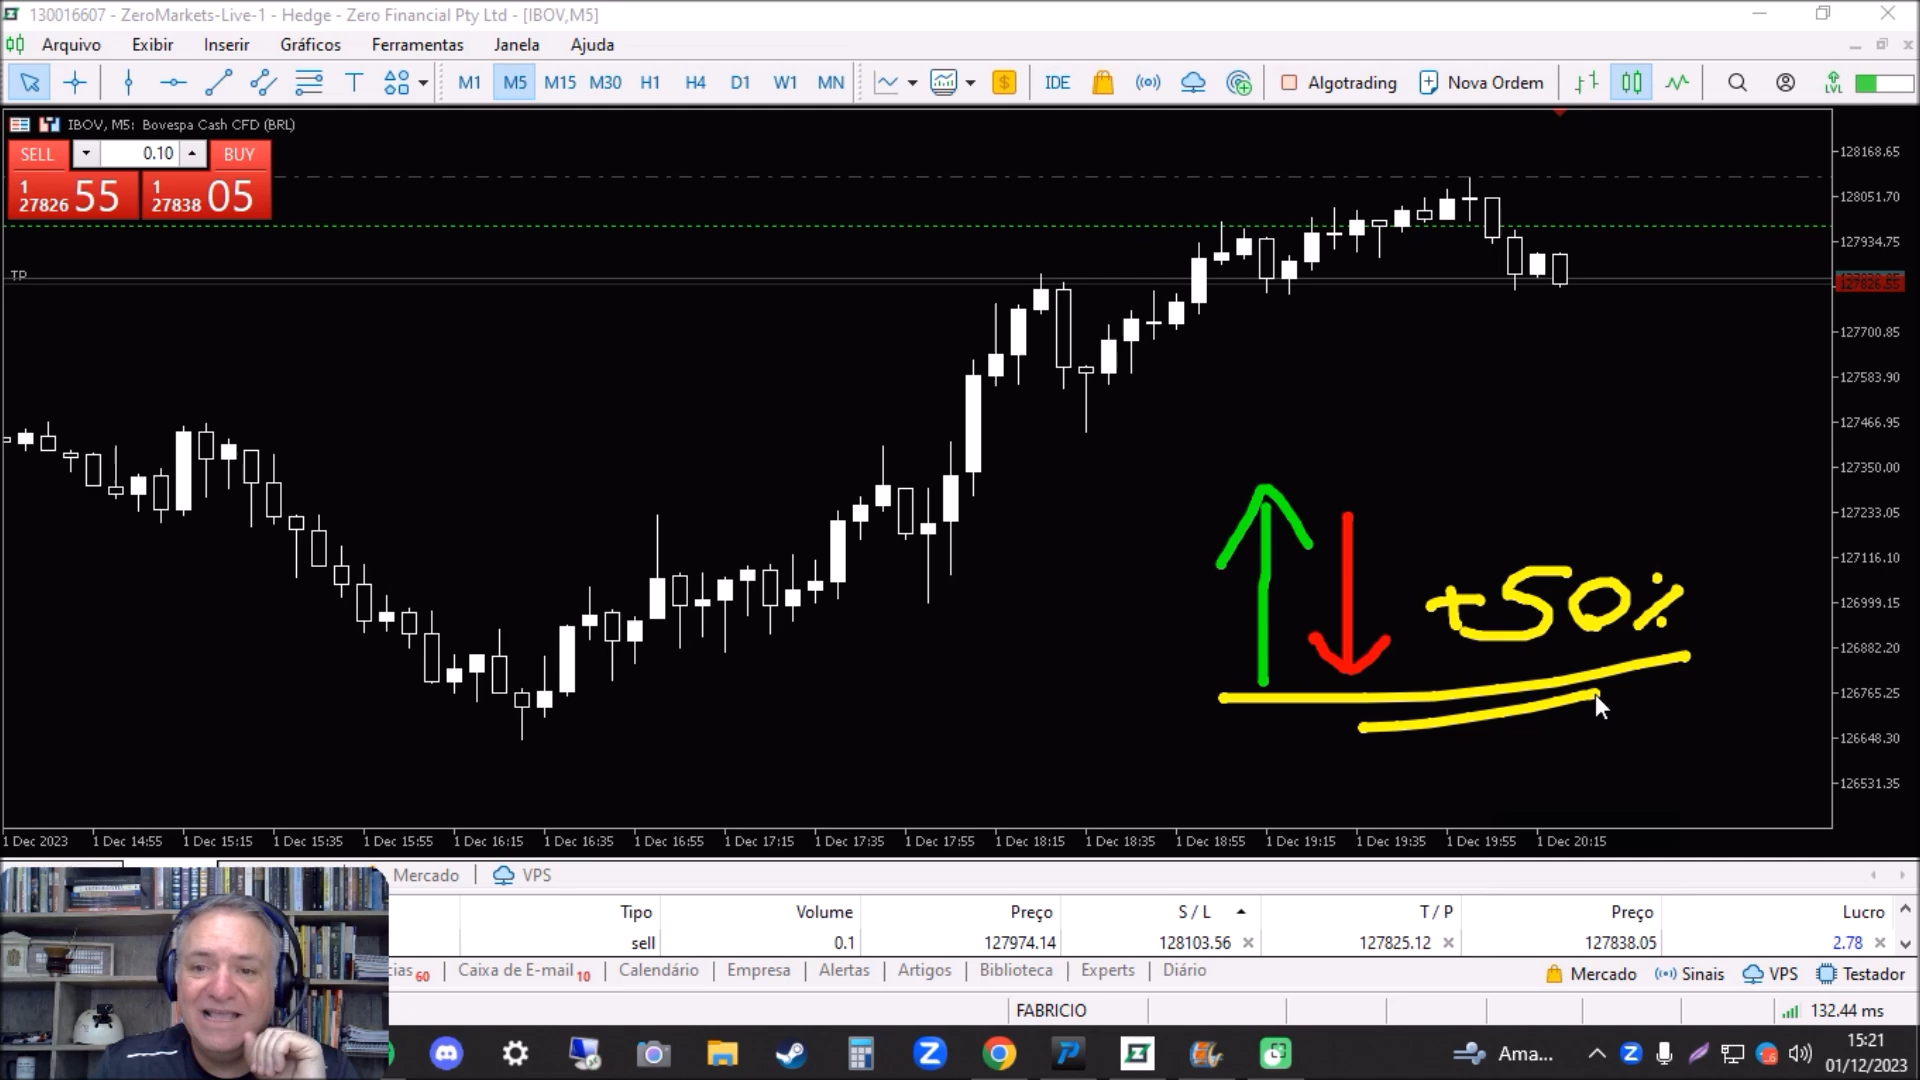 130016607 - ZeroMarkets-Live-1 - Hedge - Zero Financial Pty Ltd - [IBOV,M5]
Arquivo Exibir Inserir Gráficos Ferramentas Janela Ajuda
M1 M5 M15 M30 H1 H4 D1 W1 MN IDE Algotrading Nova Ordem LVL
IBOV, M5: Bovespa Cash CFD (BRL)
SELL 0.10 BUY
1 27826 55 1 27838 05
TP
128168.65
128051.70
127934.75
127826.55
127700.85
127583.90
127466.95
127350.00
127233.05
127116.10
126999.15
126882.20
126765.25
126648.30
126531.35
+50%
1 Dec 2023 1 Dec 14:55 1 Dec 15:15 1 Dec 15:35 1 Dec 15:55 1 Dec 16:15 1 Dec 16:35 1 Dec 16:55 1 Dec 17:15 1 Dec 17:35 1 Dec 17:55 1 Dec 18:15 1 Dec 18:35 1 Dec 18:55 1 Dec 19:15 1 Dec 19:35 1 Dec 19:55 1 Dec 20:15
Mercado VPS
Tipo Volume Preço S / L T / P Preço Lucro
sell 0.1 127974.14 128103.56 127825.12 127838.05 2.78
cias 60 Caixa de E-mail 10 Calendário Empresa Alertas Artigos Biblioteca Experts Diário Mercado Sinais VPS Testador
FABRICIO 132.44 ms
Ama... 15:21
01/12/2023